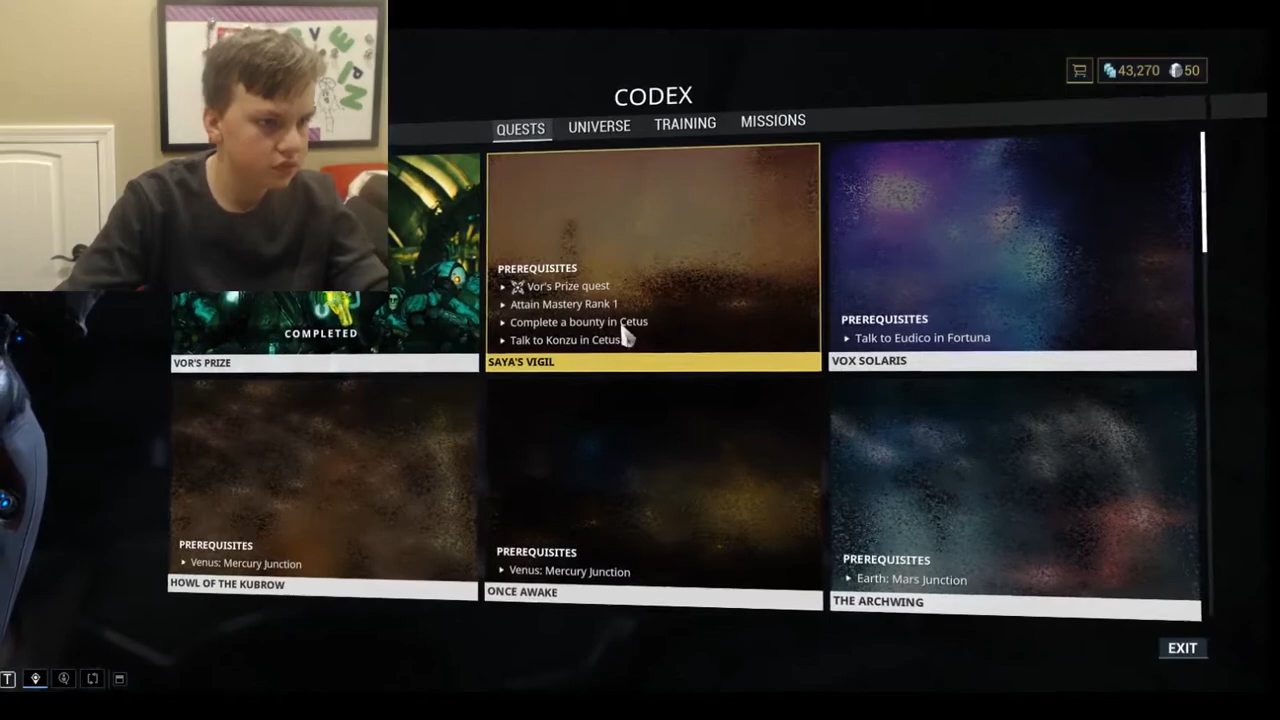 CODEX
43,270
50
QUESTS
UNIVERSE
TRAINING
MISSIONS
COMPLETED
VOR'S PRIZE
PREREQUISITES
Vor's Prize quest
Attain Mastery Rank 1
Complete a bounty in Cetus
Talk to Konzu in Cetus
SAYA'S VIGIL
PREREQUISITES
Talk to Eudico in Fortuna
VOX SOLARIS
PREREQUISITES
Venus: Mercury Junction
HOWL OF THE KUBROW
PREREQUISITES
Venus: Mercury Junction
ONCE AWAKE
PREREQUISITES
Earth: Mars Junction
THE ARCHWING
EXIT
T